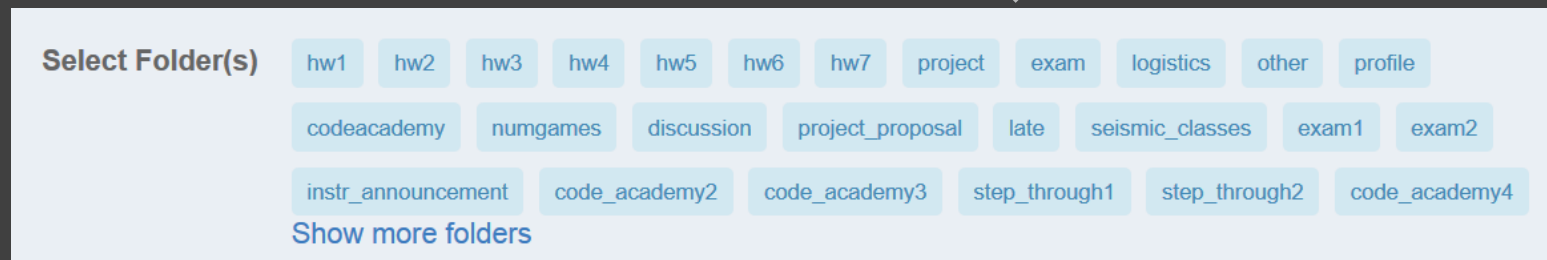 Select Folder(s) hw1 hw2 hw3 hw4 hw5 hw6 hw7 project exam logistics other profile
codeacademy numgames discussion project_proposal late seismic_classes exam1 exam2
instr_announcement code_academy2 code_academy3 step_through1 step_through2 code_academy4
Show more folders